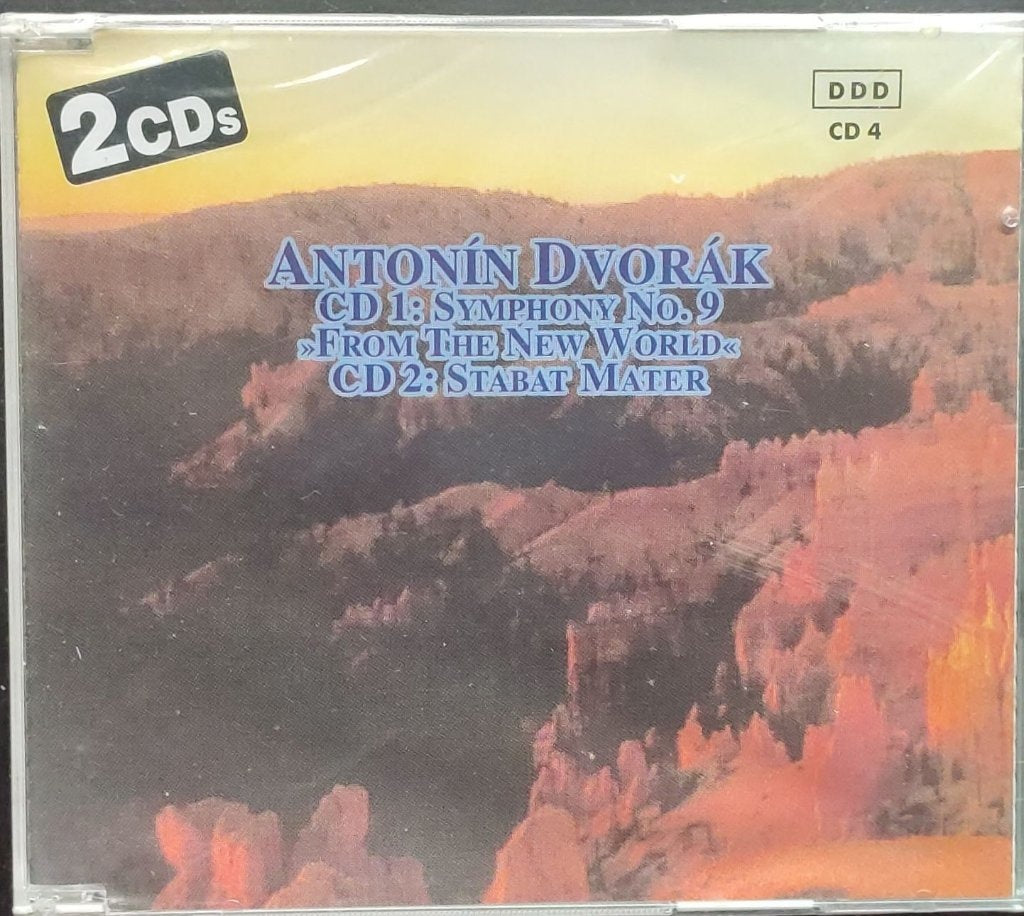 2CDs
DDD
CD 4
ANTONÍN DVORÁK
CD 1: SYMPHONY NO. 9
»FROM THE NEW WORLD«
CD 2: STABAT MATER